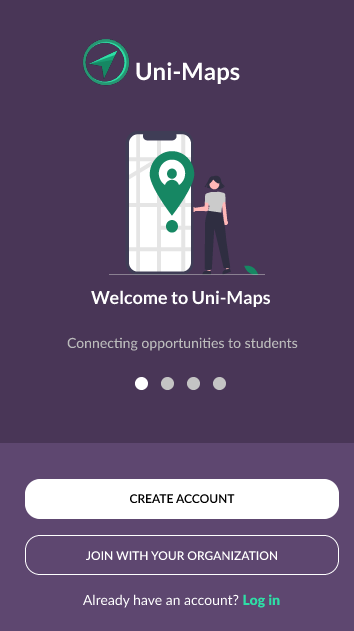 Uni-Maps
Welcome to Uni-Maps
Connecting opportunities to students
CREATE ACCOUNT
JOIN WITH YOUR ORGANIZATION
Already have an account? Log in